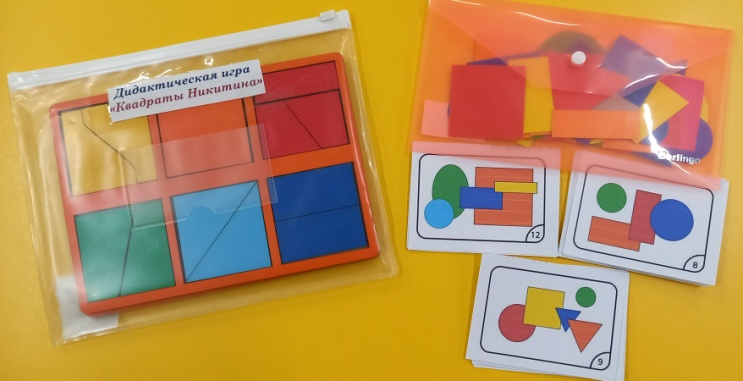 Дидактическая игра
«Квадраты Никитина»
Berlingo
12
8
9